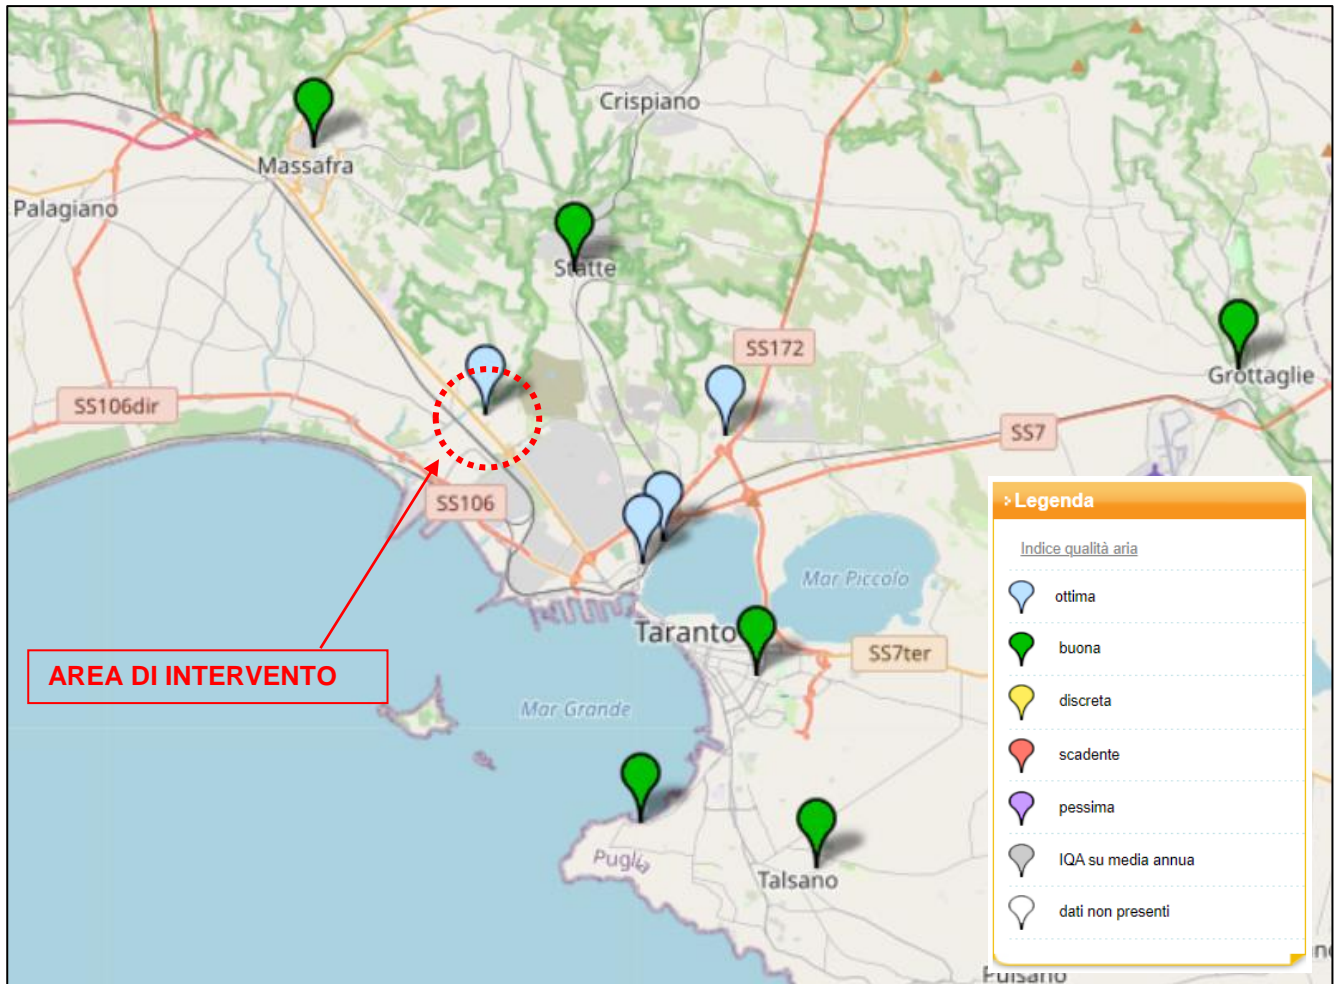 Crispiano
Massafra
Palagiano
Statte
SS172
Grottaglie
SS106dir
SS7
SS106
Mar Piccolo
Taranto
SS7ter
AREA DI INTERVENTO
Mar Grande
Puglia
Talsano
Pulsano
Legenda
Indice qualità aria
ottima
buona
discreta
scadente
pessima
IQA su media annua
dati non presenti